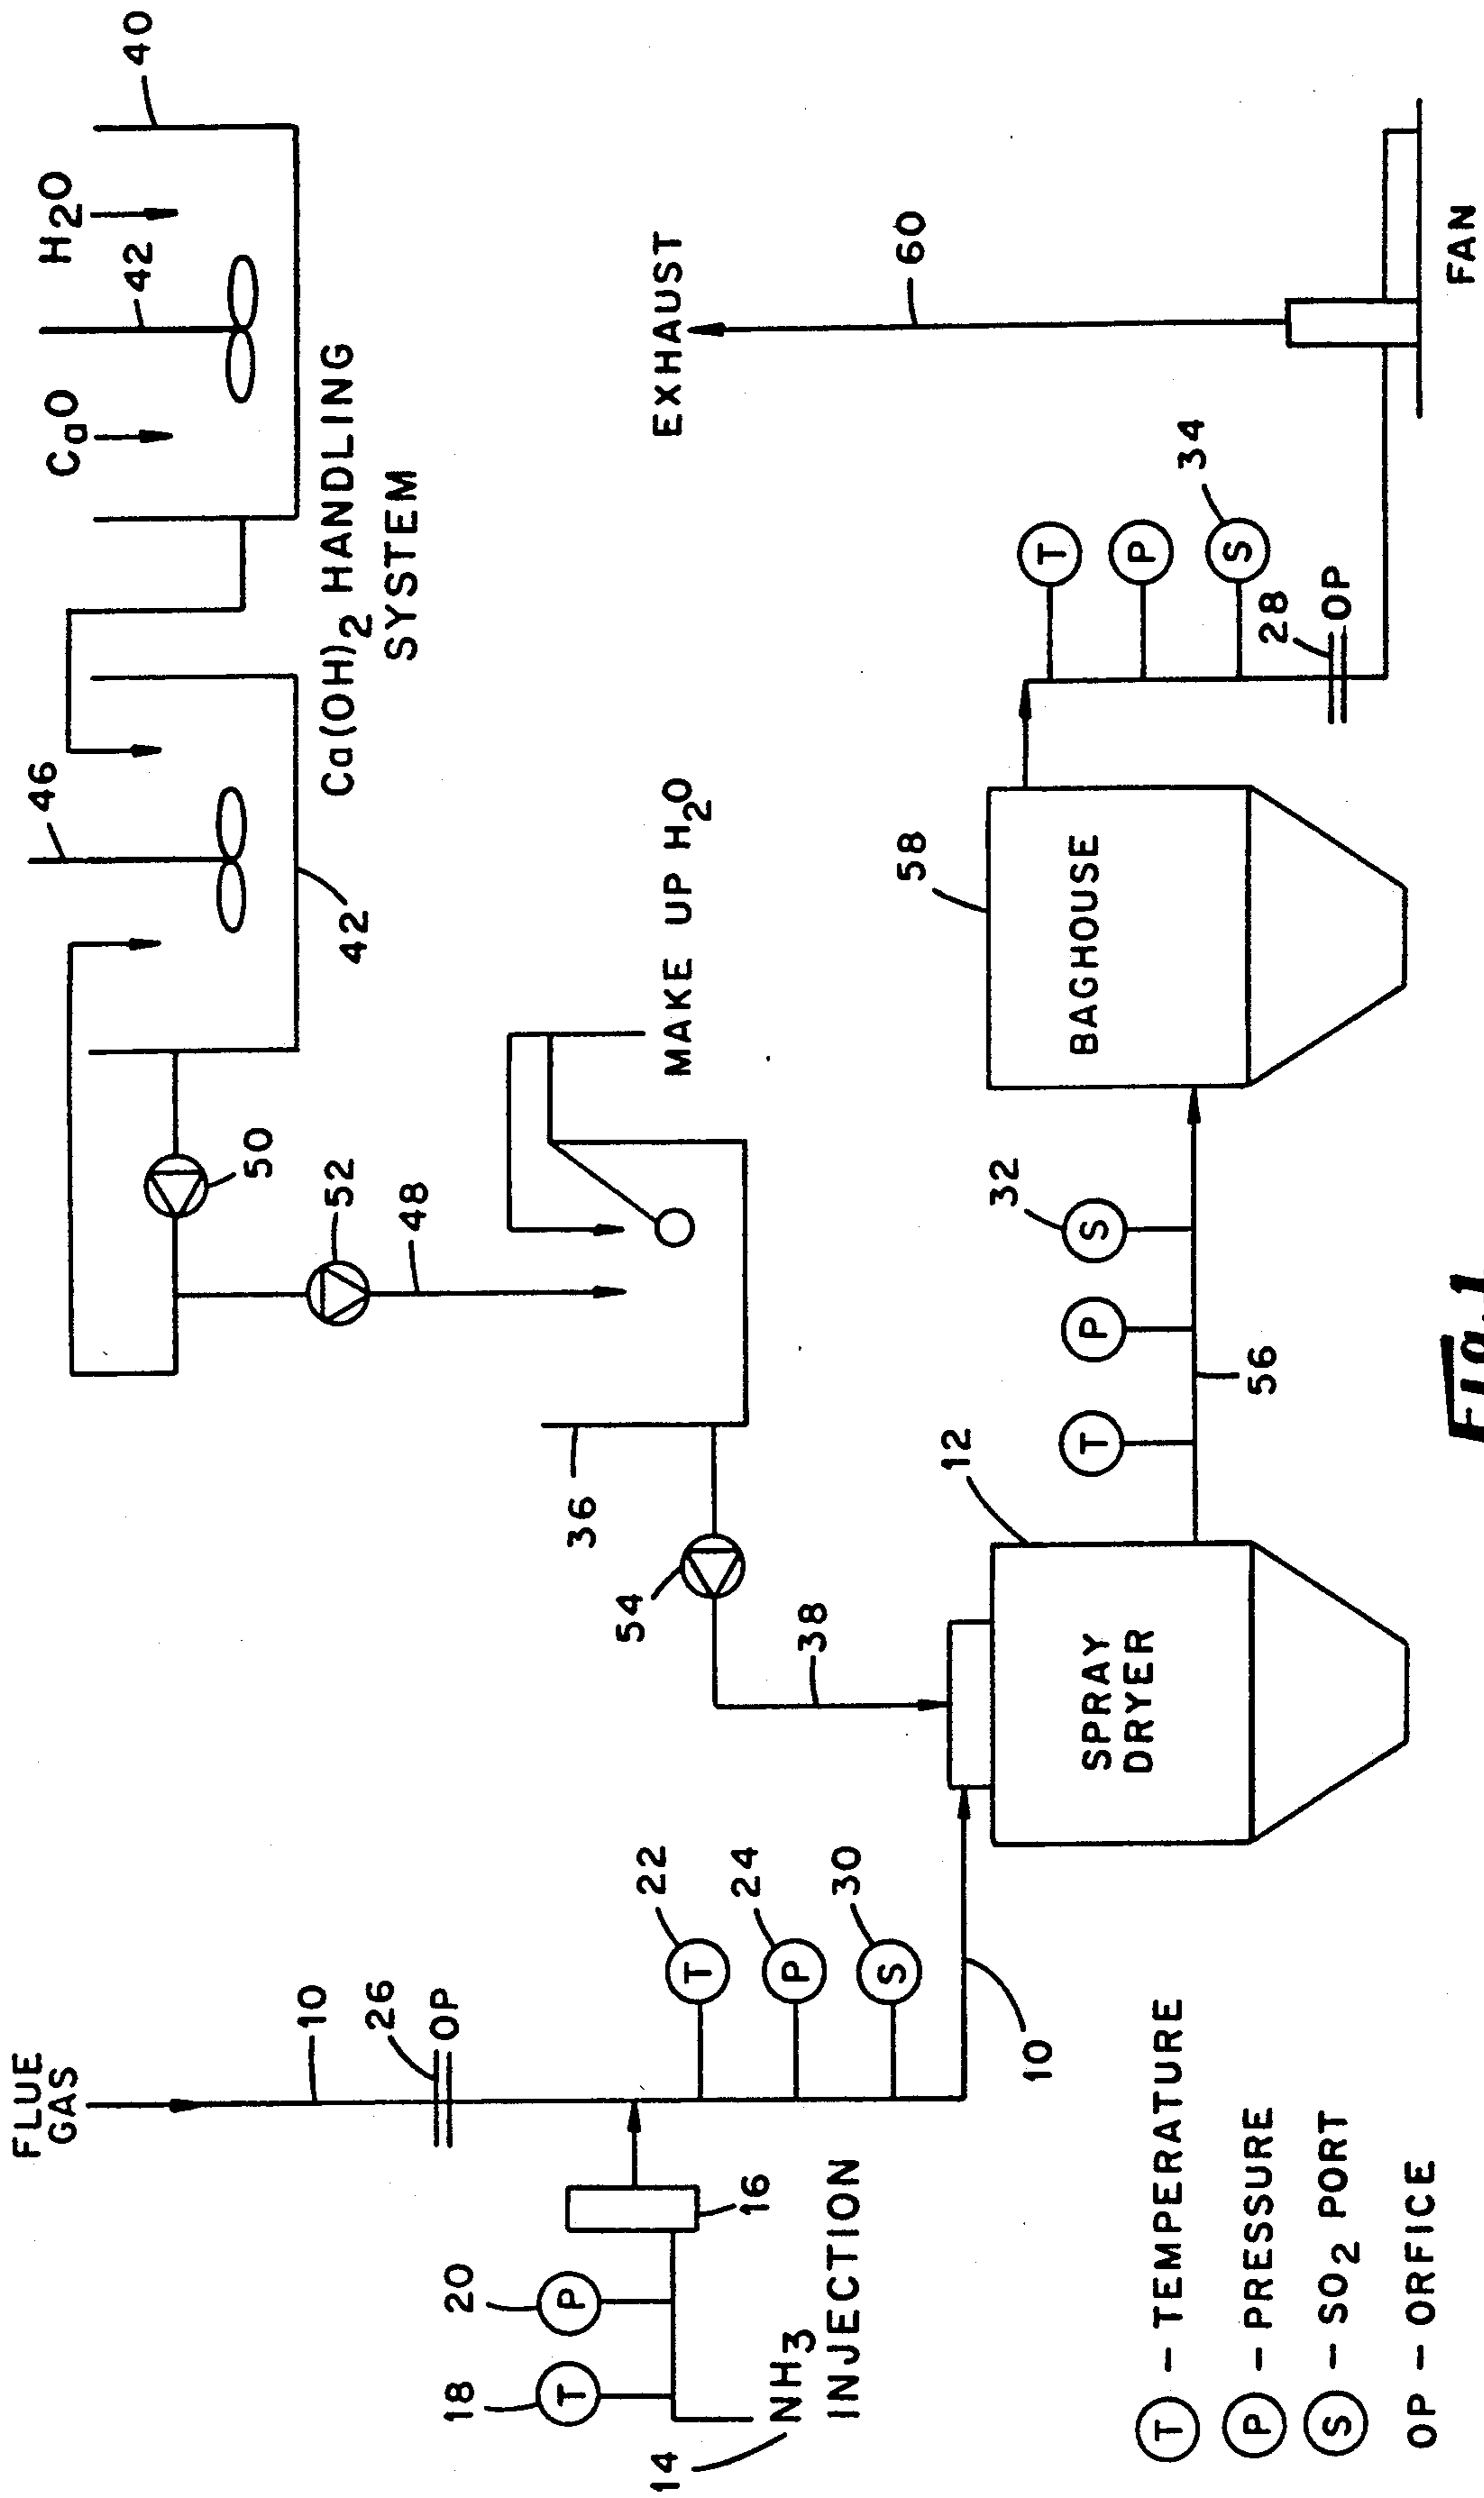 FLUE
GAS
10
26
OP
18
20
14
NH3
INJECTION
16
22
T
24
P
30
S
T
P
10
46
42
CaO
42
H2O
40
Ca(OH)2 HANDLING
SYSTEM
50
52
48
MAKE UP H2O
36
54
38
12
SPRAY
DRYER
T
P
S
32
56
58
BAGHOUSE
T
P
S
34
28
OP
EXHAUST
60
FAN
T - TEMPERATURE
P - PRESSURE
S - SO2 PORT
OP - ORFICE
Fig. 1